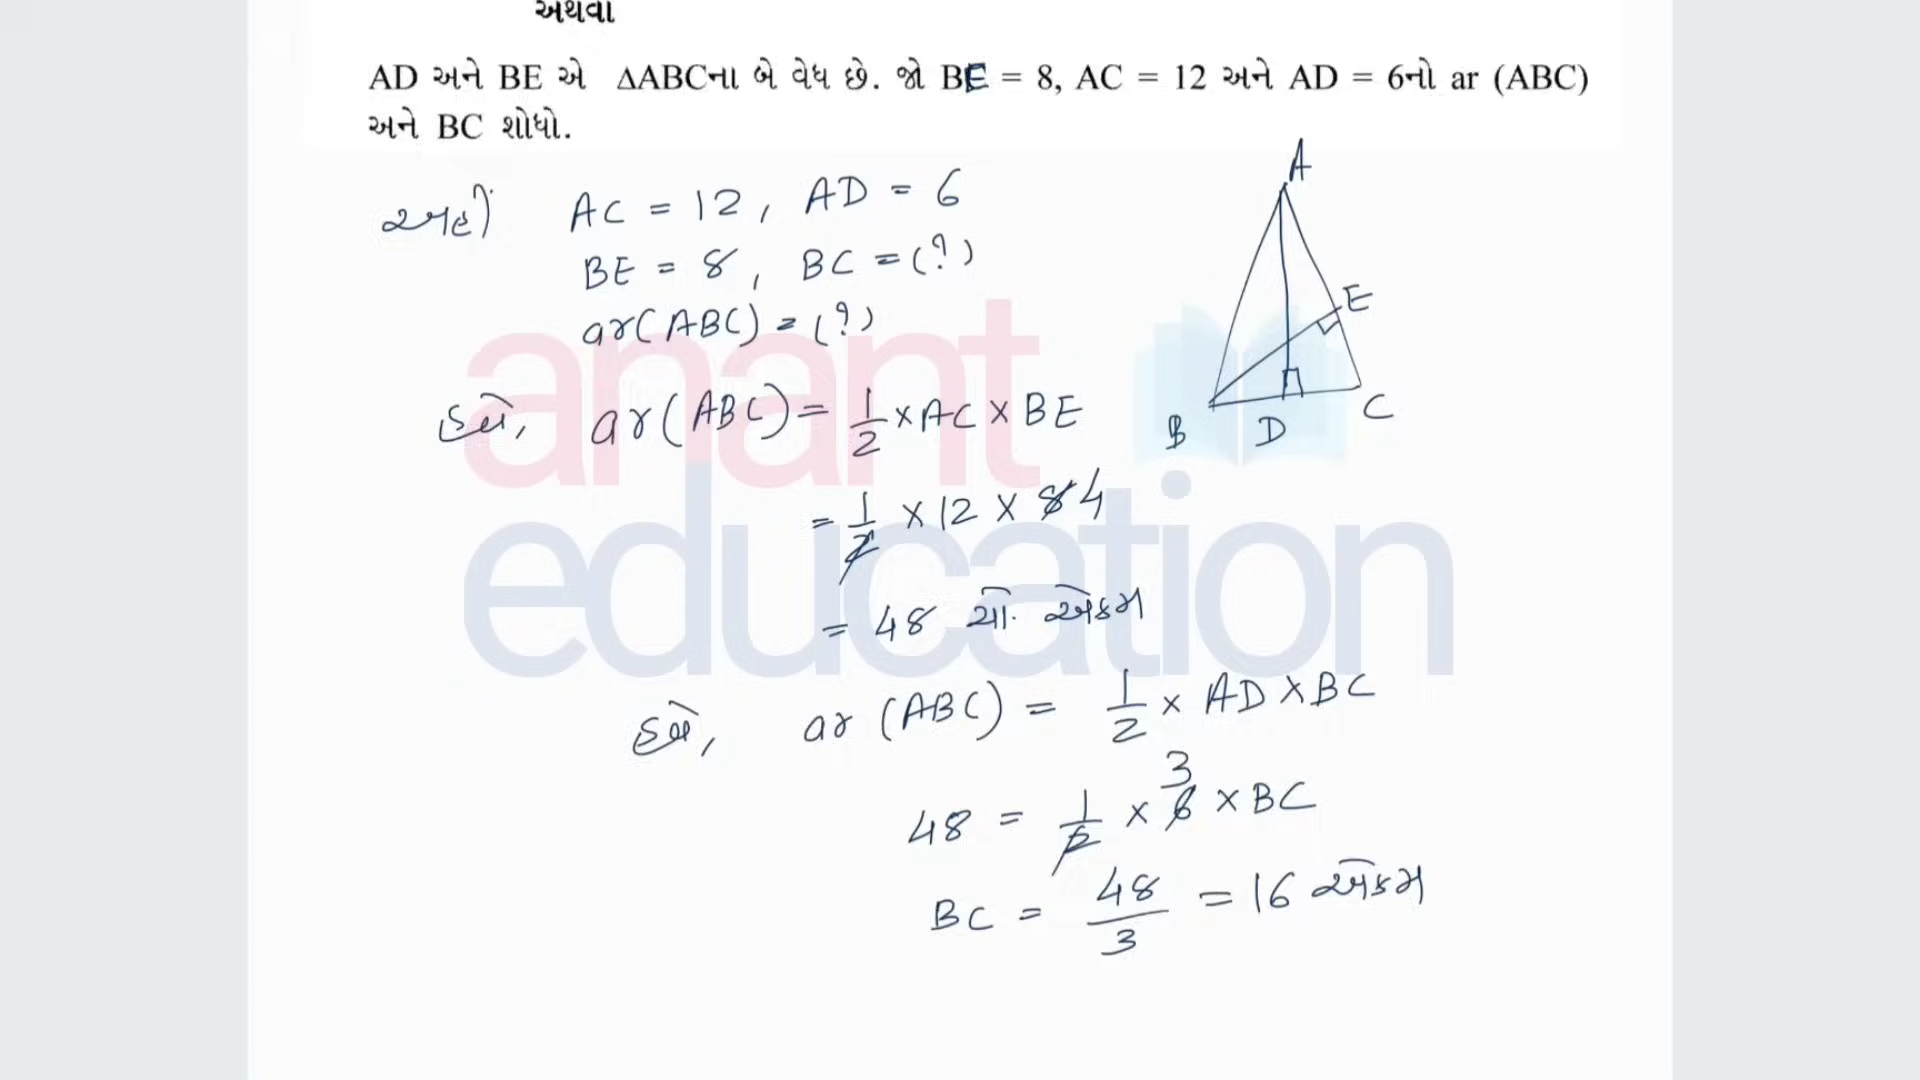 અથવા
AD અને BE એ ΔABCના બે વેધ છે. જો BE = 8, AC = 12 અને AD = 6નો ar (ABC)
અને BC શોધો.
અહીં AC = 12, AD = 6
BE = 8, BC = (?)
ar(ABC) = (?)
હવે, ar(ABC) = 1/2 × AC × BE
= 1/2 × 12 × 8 4
= 48 ચો. એકમ
હવે, ar (ABC) = 1/2 × AD × BC
3
48 = 1/2 × 6 × BC
BC = 48/3 = 16 એકમ
A
E
B D C
anant
education